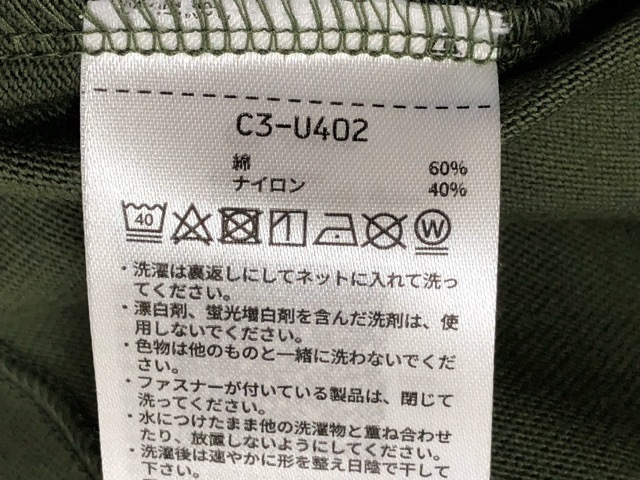 C3-U402
綿 60%
ナイロン 40%
40 W
・洗濯は裏返しにしてネットに入れて洗っ
てください。
・漂白剤、蛍光増白剤を含んだ洗剤は、使
用しないでください。
・色物は他のものと一緒に洗わないでくだ
さい。
・ファスナーが付いている製品は、閉じて
洗ってください。
・水につけたまま他の洗濯物と重ね合わせ
たり、放置しないようにしてください。
・洗濯後は速やかに形を整え日陰で干して
下さい。